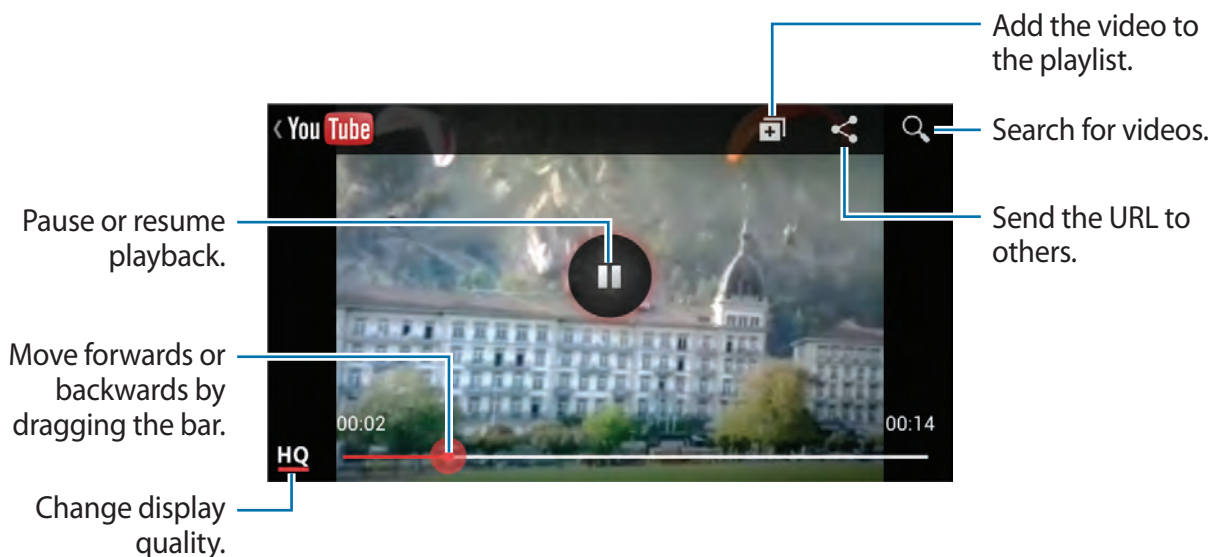 Add the video to
the playlist.
You Tube
Search for videos.
Send the URL to
others.
Pause or resume
playback.
Move forwards or
backwards by
dragging the bar.
00:02
00:14
HQ
Change display
quality.